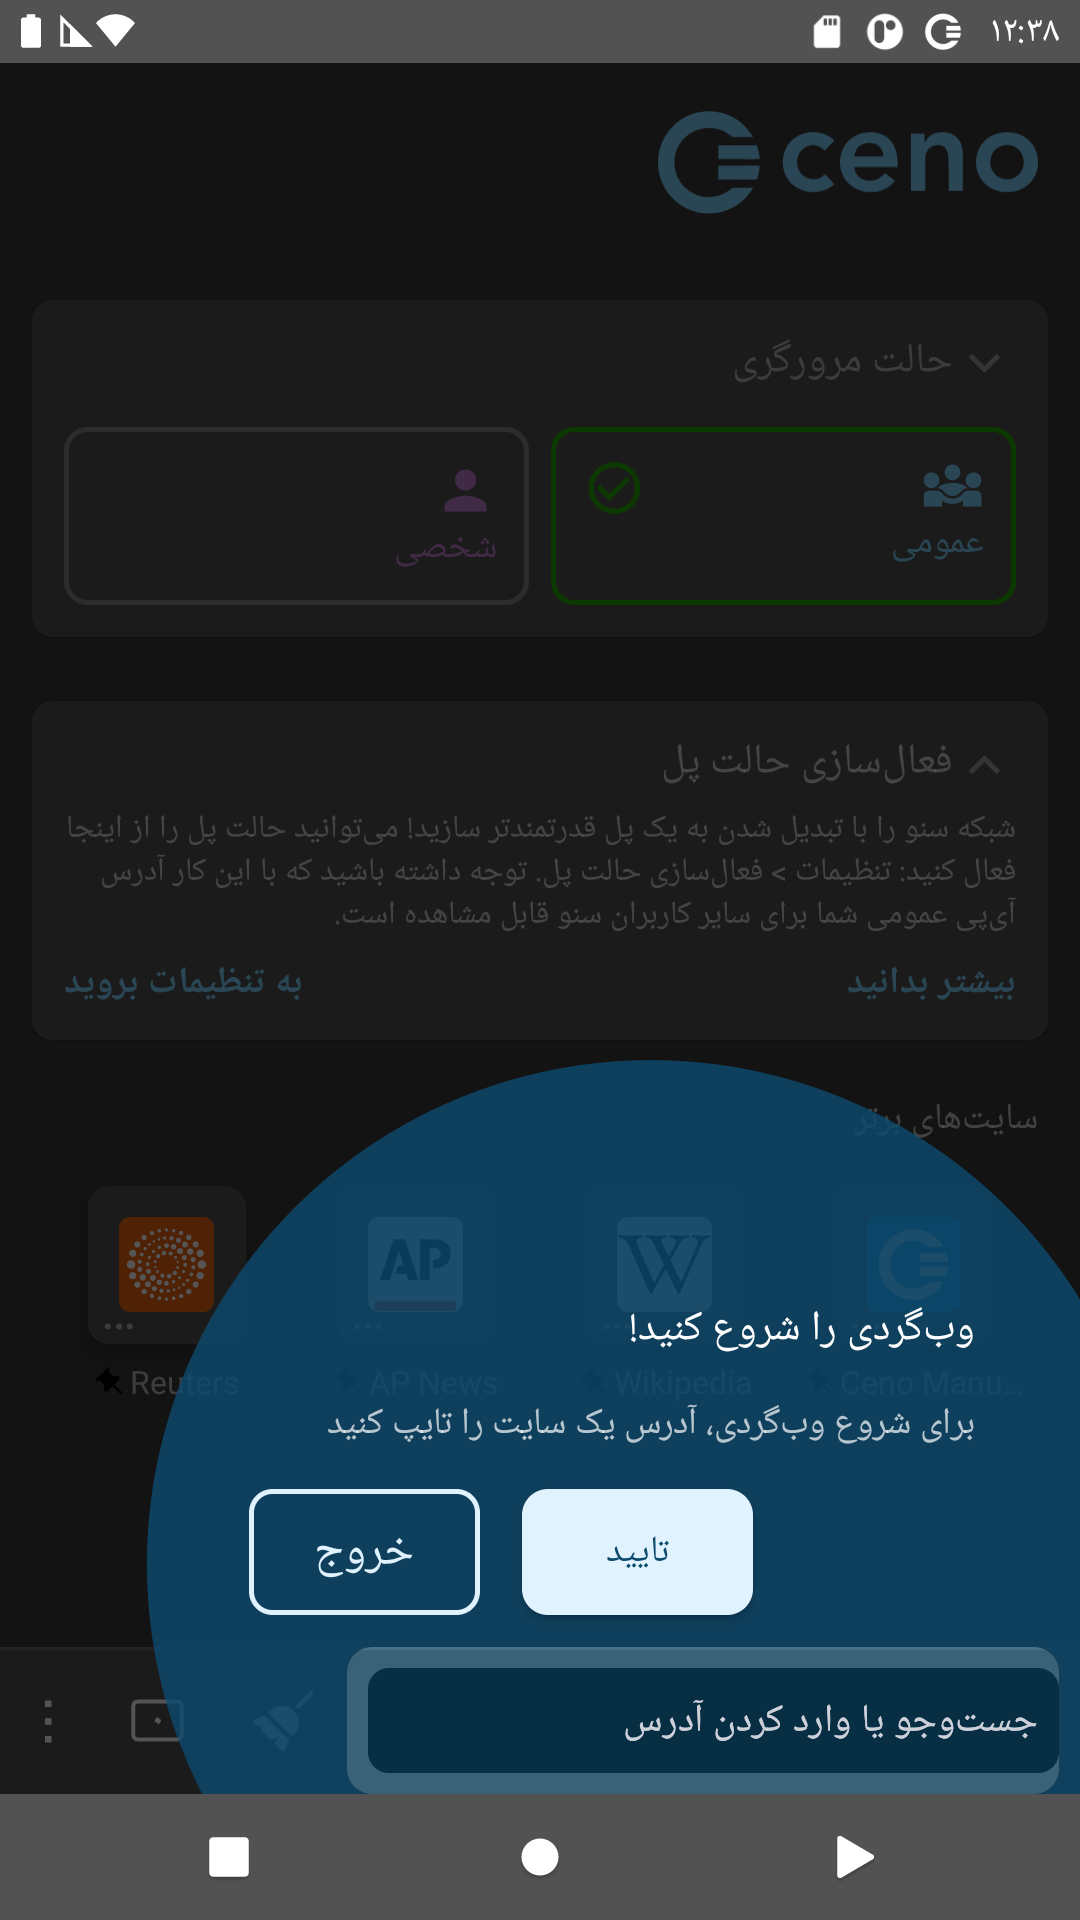 ۱۲:۳۸
ceno
حالت مرورگری
عمومی
شخصی
فعال‌سازی حالت پل
شبکه سنو را با تبدیل شدن به یک پل قدرتمندتر سازید! می‌توانید حالت پل را از اینجا
فعال کنید: تنظیمات > فعال‌سازی حالت پل. توجه داشته باشید که با این کار آدرس
آی‌پی عمومی شما برای سایر کاربران سنو قابل مشاهده است.
بیشتر بدانید
به تنظیمات بروید
سایت‌های برتر
AP
W
Reuters
AP News
Wikipedia
Ceno Manu...
وب‌گردی را شروع کنید!
برای شروع وب‌گردی، آدرس یک سایت را تایپ کنید
تایید
خروج
جست‌وجو یا وارد کردن آدرس